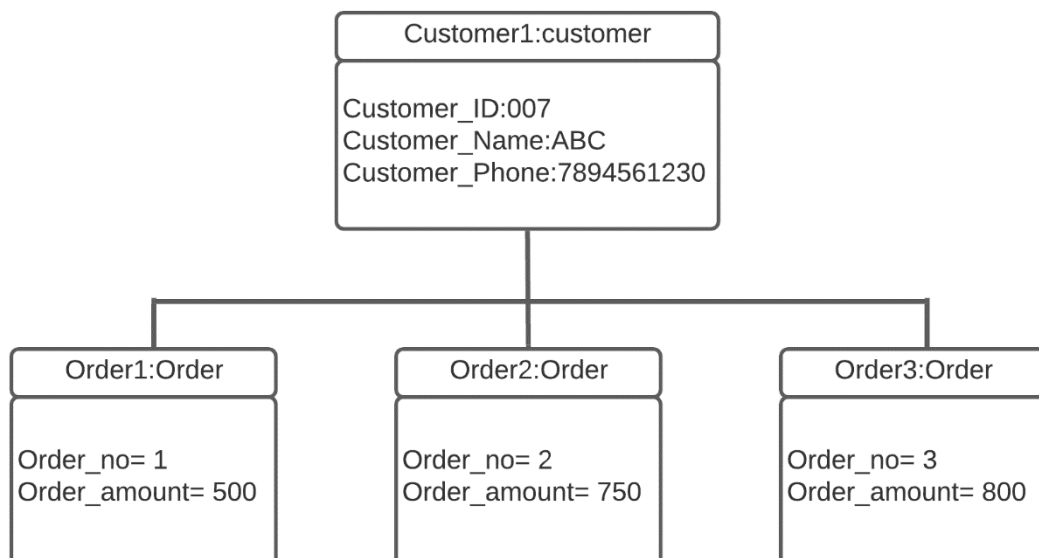 Customer1:customer
Customer_ID:007
Customer_Name:ABC
Customer_Phone:7894561230
Order1:Order
Order_no= 1
Order_amount= 500
Order2:Order
Order_no= 2
Order_amount= 750
Order3:Order
Order_no= 3
Order_amount= 800